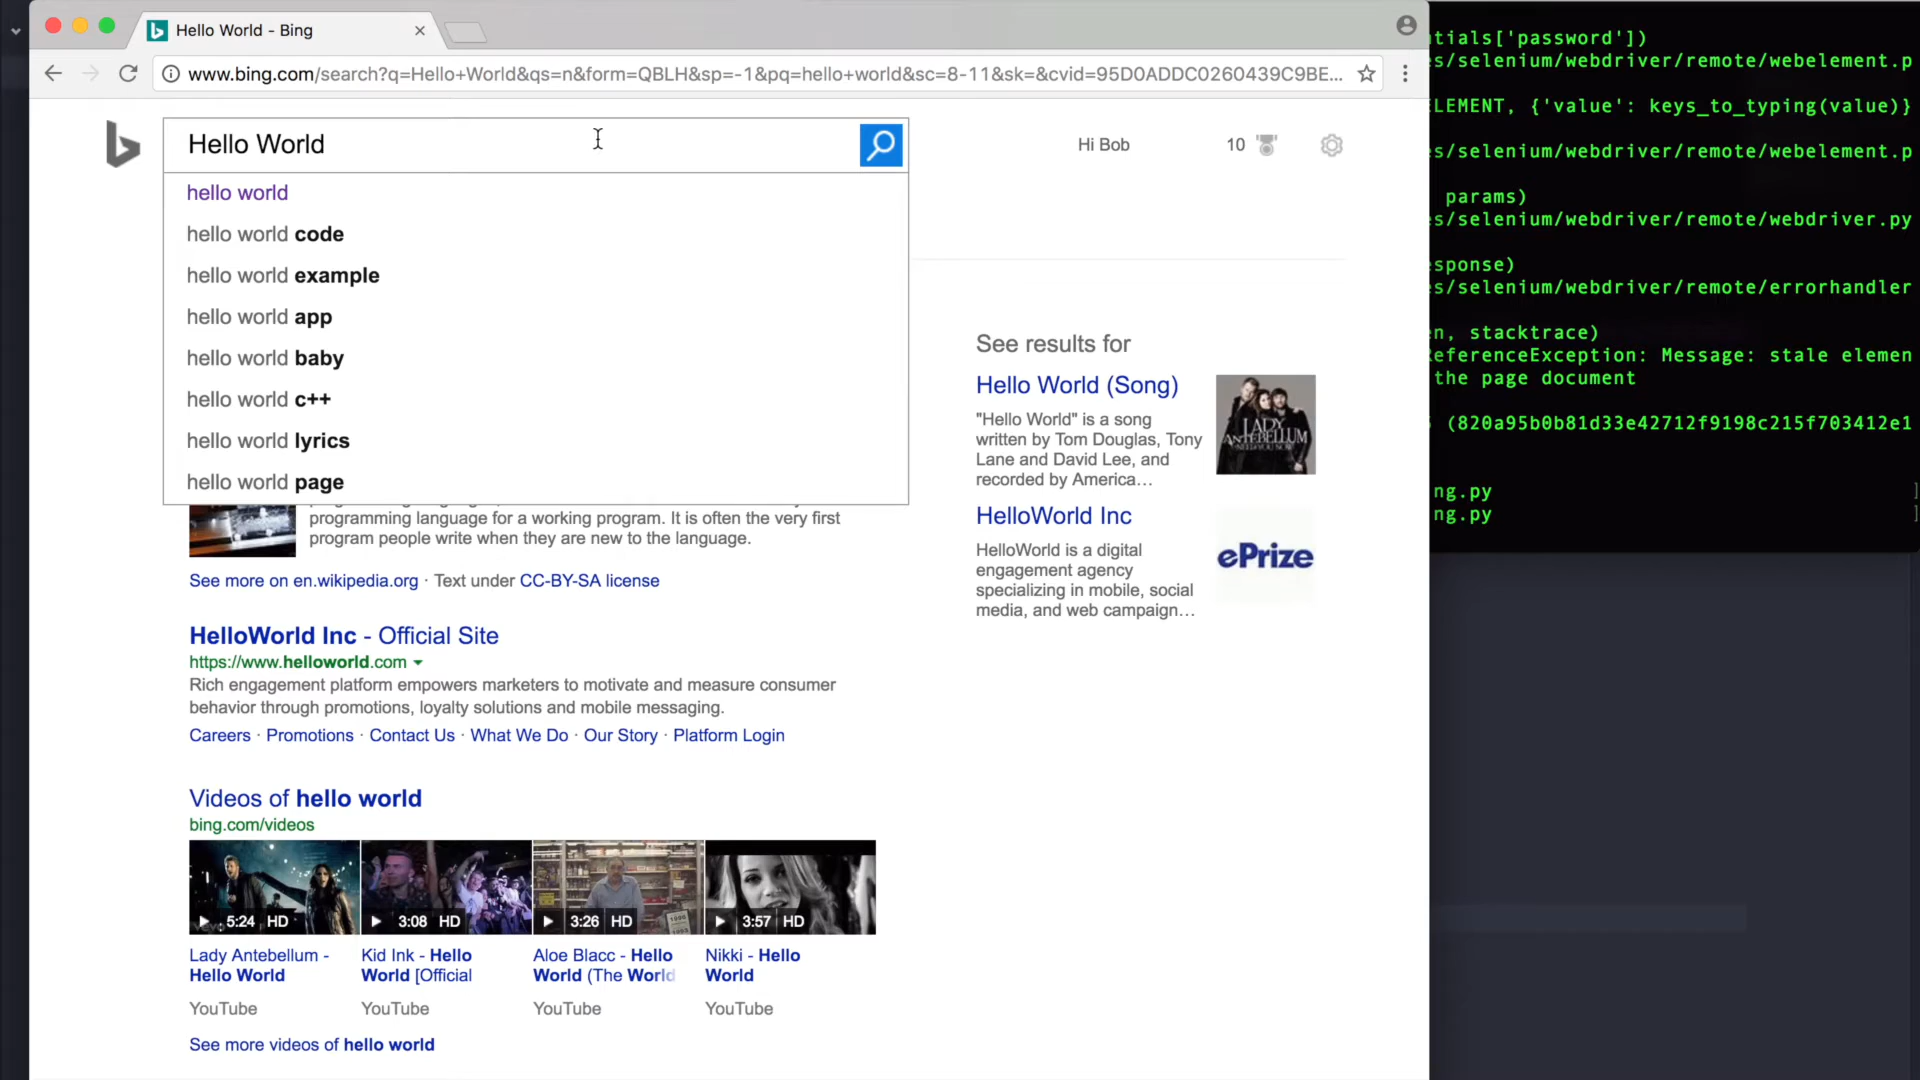 Hello World - Bing
www.bing.com/search?q=Hello+World&qs=n&form=QBLH&sp=-1&pq=hello+world&sc=8-11&sk=&cvid=95D0ADDC0260439C9BE...
Hello World
Hi Bob
10
hello world
hello world code
hello world example
hello world app
hello world baby
hello world c++
hello world lyrics
hello world page
programming language for a working program. It is often the very first
program people write when they are new to the language.
See more on en.wikipedia.org · Text under CC-BY-SA license
HelloWorld Inc - Official Site
https://www.helloworld.com
Rich engagement platform empowers marketers to motivate and measure consumer
behavior through promotions, loyalty solutions and mobile messaging.
Careers · Promotions · Contact Us · What We Do · Our Story · Platform Login
Videos of hello world
bing.com/videos
5:24 HD
3:08 HD
3:26 HD
3:57 HD
Lady Antebellum -
Hello World
YouTube
Kid Ink - Hello
World [Official
YouTube
Aloe Blacc - Hello
World (The World
YouTube
Nikki - Hello
World
YouTube
See more videos of hello world
See results for
Hello World (Song)
"Hello World" is a song
written by Tom Douglas, Tony
Lane and David Lee, and
recorded by America...
LADY
ANTEBELLUM
HelloWorld Inc
HelloWorld is a digital
engagement agency
specializing in mobile, social
media, and web campaign...
ePrize
tials['password'])
s/selenium/webdriver/remote/webelement.p
LEMENT, {'value': keys_to_typing(value)}
s/selenium/webdriver/remote/webelement.p
params)
s/selenium/webdriver/remote/webdriver.py
sponse)
s/selenium/webdriver/remote/errorhandler
n, stacktrace)
eferenceException: Message: stale elemen
the page document
(820a95b0b81d33e42712f9198c215f703412e1
ng.py
]
ng.py
]